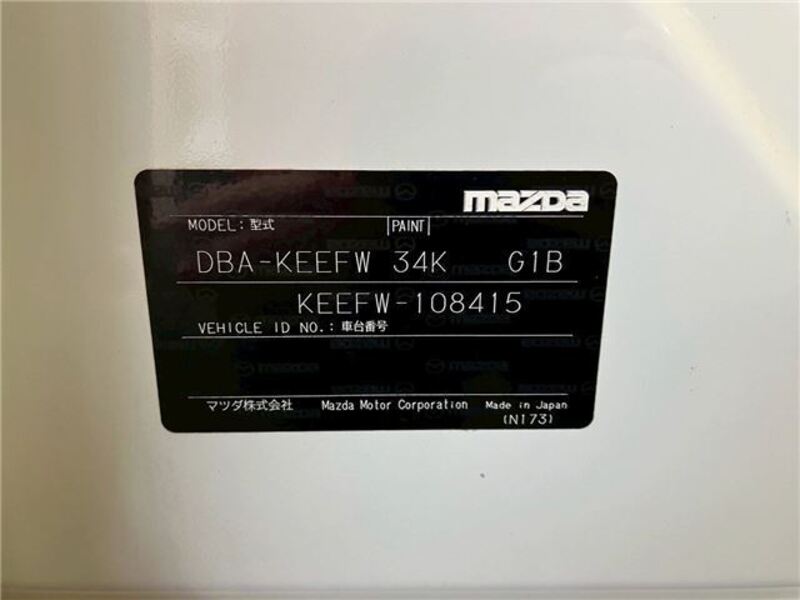 mazda
MODEL: 型式 PAINT
DBA-KEEFW 34K G1B
KEEFW-108415
VEHICLE ID NO.: 車台番号
マツダ株式会社 Mazda Motor Corporation Made in Japan
(N173)